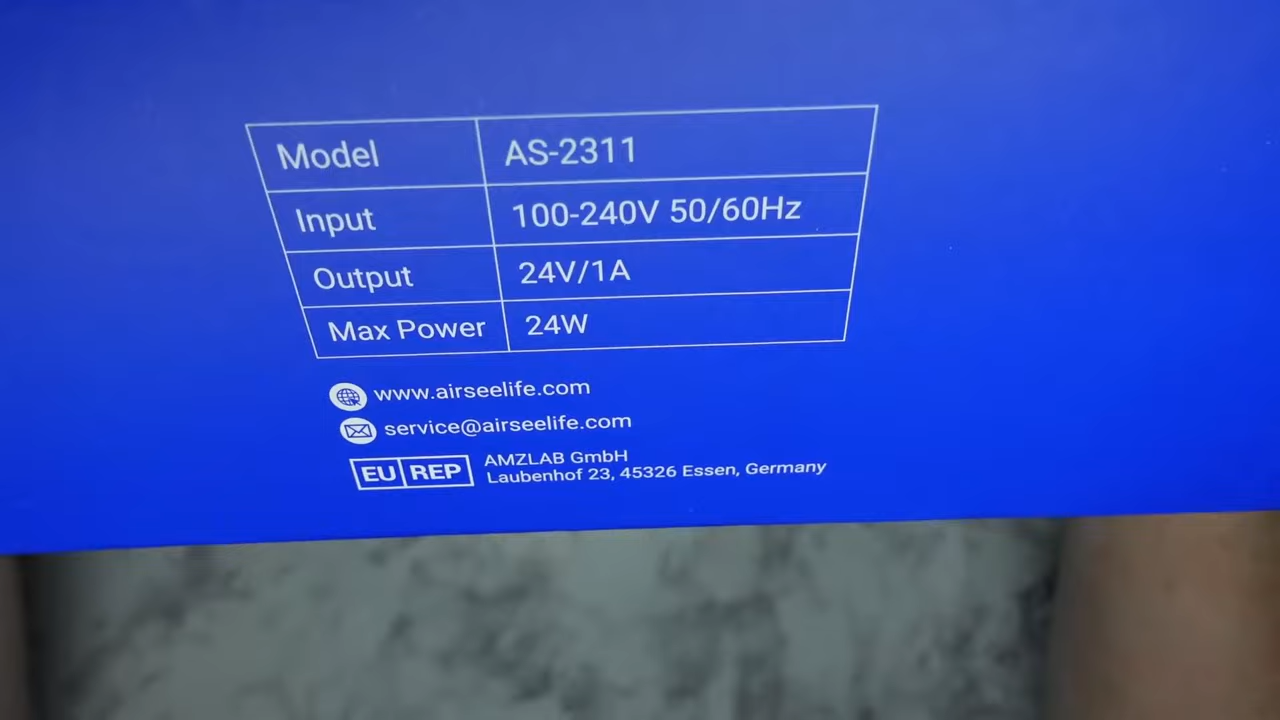 Model AS-2311
Input 100-240V 50/60Hz
Output 24V/1A
Max Power 24W
www.airseelife.com
service@airseelife.com
EU REP AMZLAB GmbH
Laubenhof 23, 45326 Essen, Germany